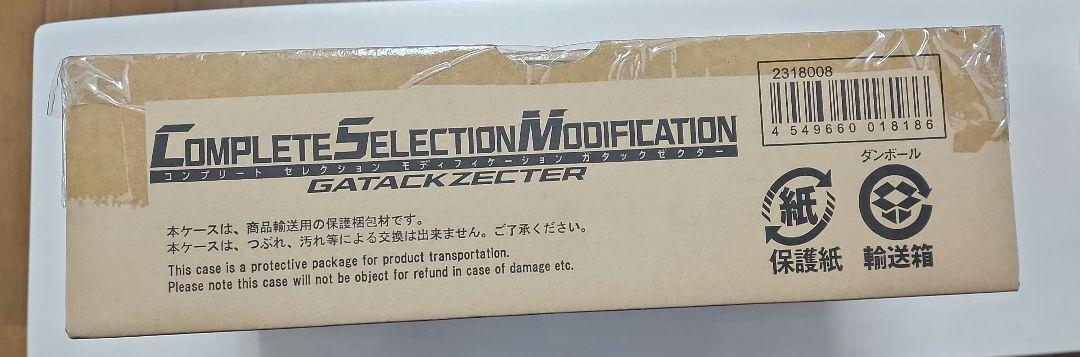 COMPLETE SELECTION MODIFICATION
コンプリート セレクション モディフィケーション ガタックゼクター
GATACKZECTER
本ケースは、商品輸送用の保護梱包材です。
本ケースは、つぶれ、汚れ等による交換は出来ません。ご了承ください。
This case is a protective package for product transportation.
Please note this case will not be object for refund in case of damage etc.
2318008
4 549660 018186
ダンボール
紙
保護紙
輸送箱